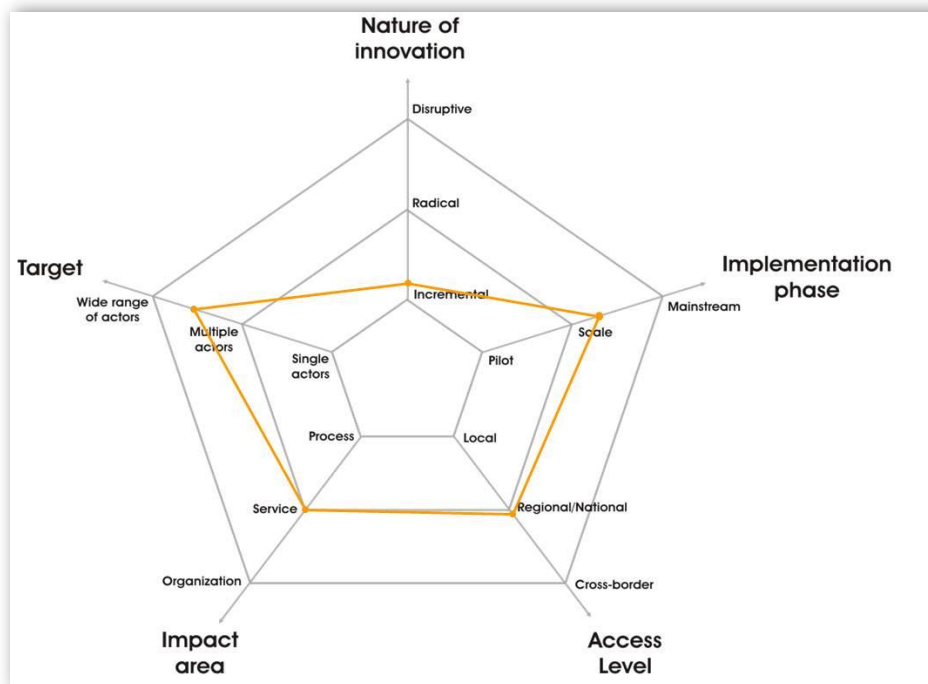 Nature of
innovation
Disruptive
Radical
Target
Implementation
phase
Incremental
Wide range
of actors
Mainstream
Multiple
actors
Scale
Single
actors
Pilot
Process
Local
Service
Regional/National
Organization
Cross-border
Impact
area
Access
Level